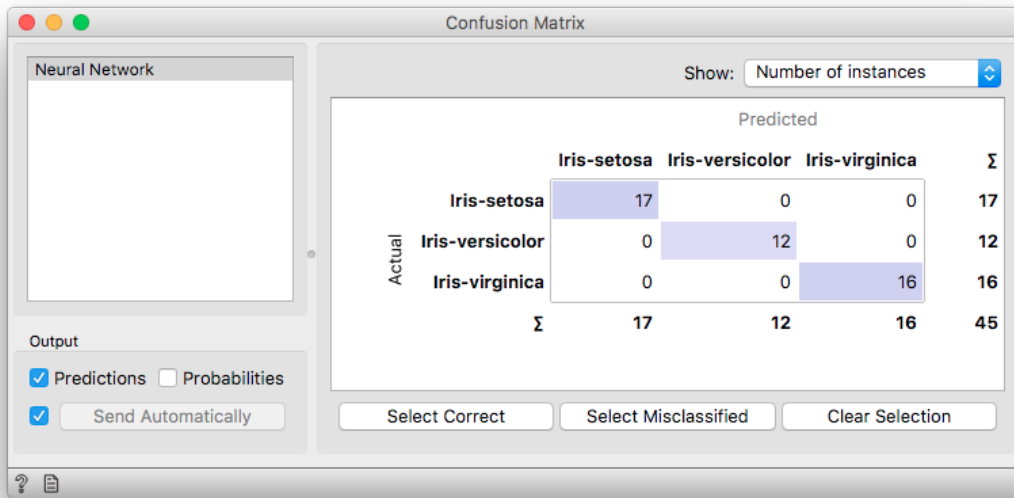 Confusion Matrix
Neural Network
Show: Number of instances
Predicted
Iris-setosa Iris-versicolor Iris-virginica Σ
Iris-setosa 17 0 0 17
Actual
Iris-versicolor 0 12 0 12
Iris-virginica 0 0 16 16
Σ 17 12 16 45
Output
Predictions Probabilities
Send Automatically
Select Correct Select Misclassified Clear Selection
?